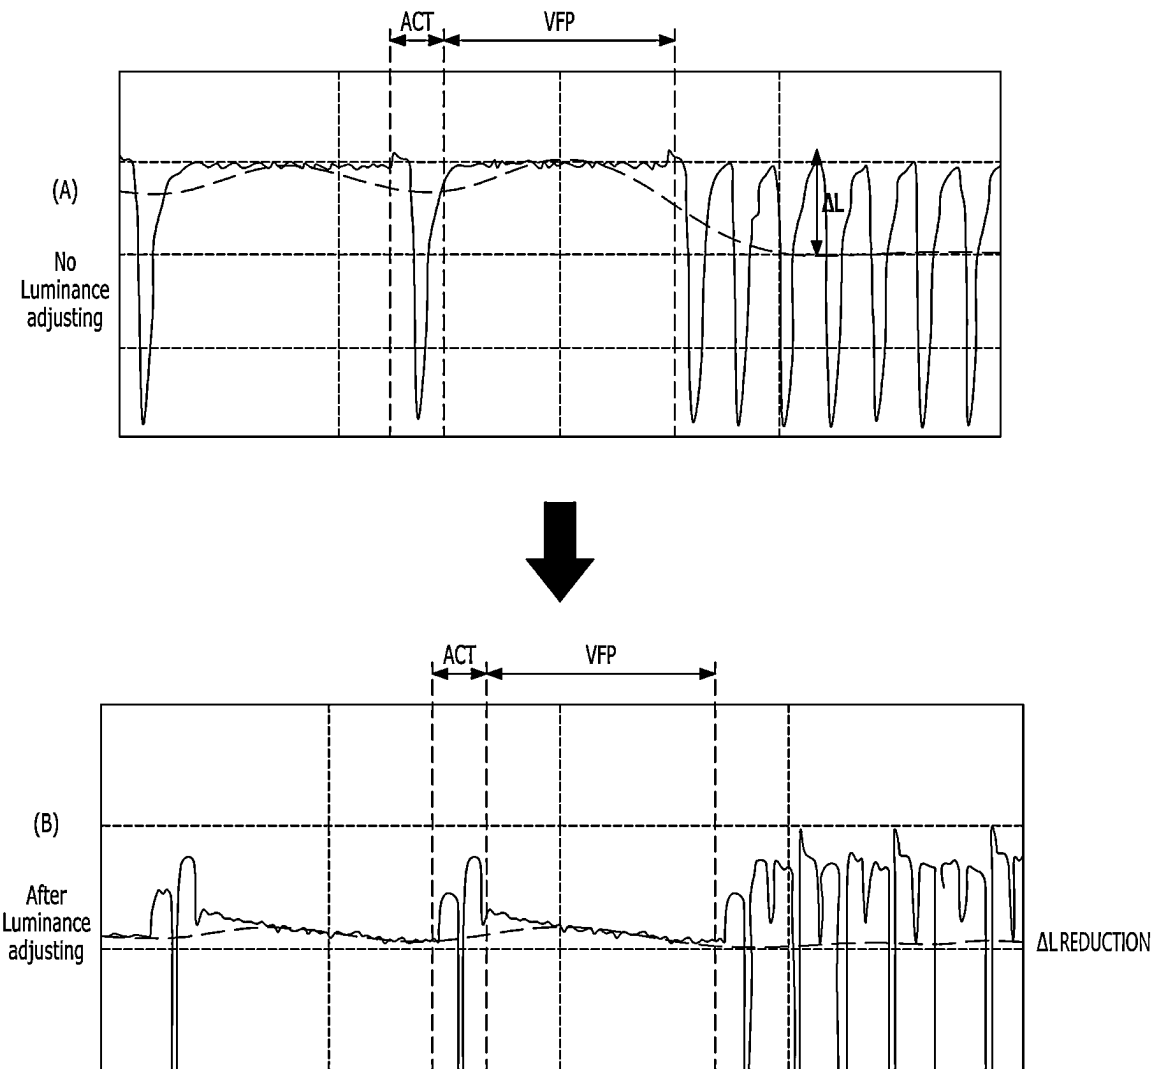 ACT VFP
(A)
ΔL
No
Luminance
adjusting
ACT VFP
(B)
After
Luminance
adjusting
ΔL REDUCTION